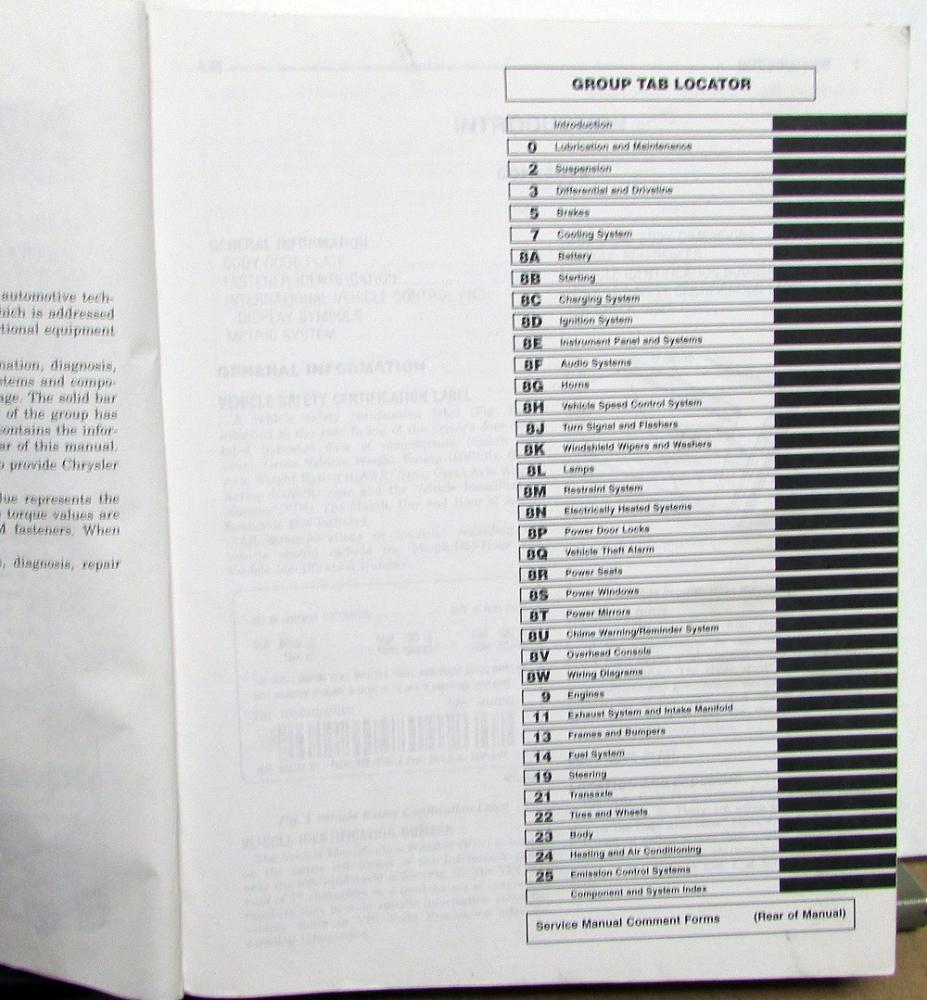 automotive tech-
hich is addressed
tional equipment
nation, diagnosis,
stems and compo-
age. The solid bar
of the group has
contains the infor-
ar of this manual.
o provide Chrysler
lue represents the
torque values are
M fasteners. When
, diagnosis, repair
GROUP TAB LOCATOR
Introduction
0 Lubrication and Maintenance
2 Suspension
3 Differential and Driveline
5 Brakes
7 Cooling System
8A Battery
8B Starting
8C Charging System
8D Ignition System
8E Instrument Panel and Systems
8F Audio Systems
8G Horns
8H Vehicle Speed Control System
8J Turn Signal and Flashers
8K Windshield Wipers and Washers
8L Lamps
8M Restraint System
8N Electrically Heated Systems
8P Power Door Locks
8Q Vehicle Theft Alarm
8R Power Seats
8S Power Windows
8T Power Mirrors
8U Chime Warning/Reminder System
8V Overhead Console
8W Wiring Diagrams
9 Engines
11 Exhaust System and Intake Manifold
13 Frames and Bumpers
14 Fuel System
19 Steering
21 Transaxle
22 Tires and Wheels
23 Body
24 Heating and Air Conditioning
25 Emission Control Systems
Component and System Index
Service Manual Comment Forms (Rear of Manual)